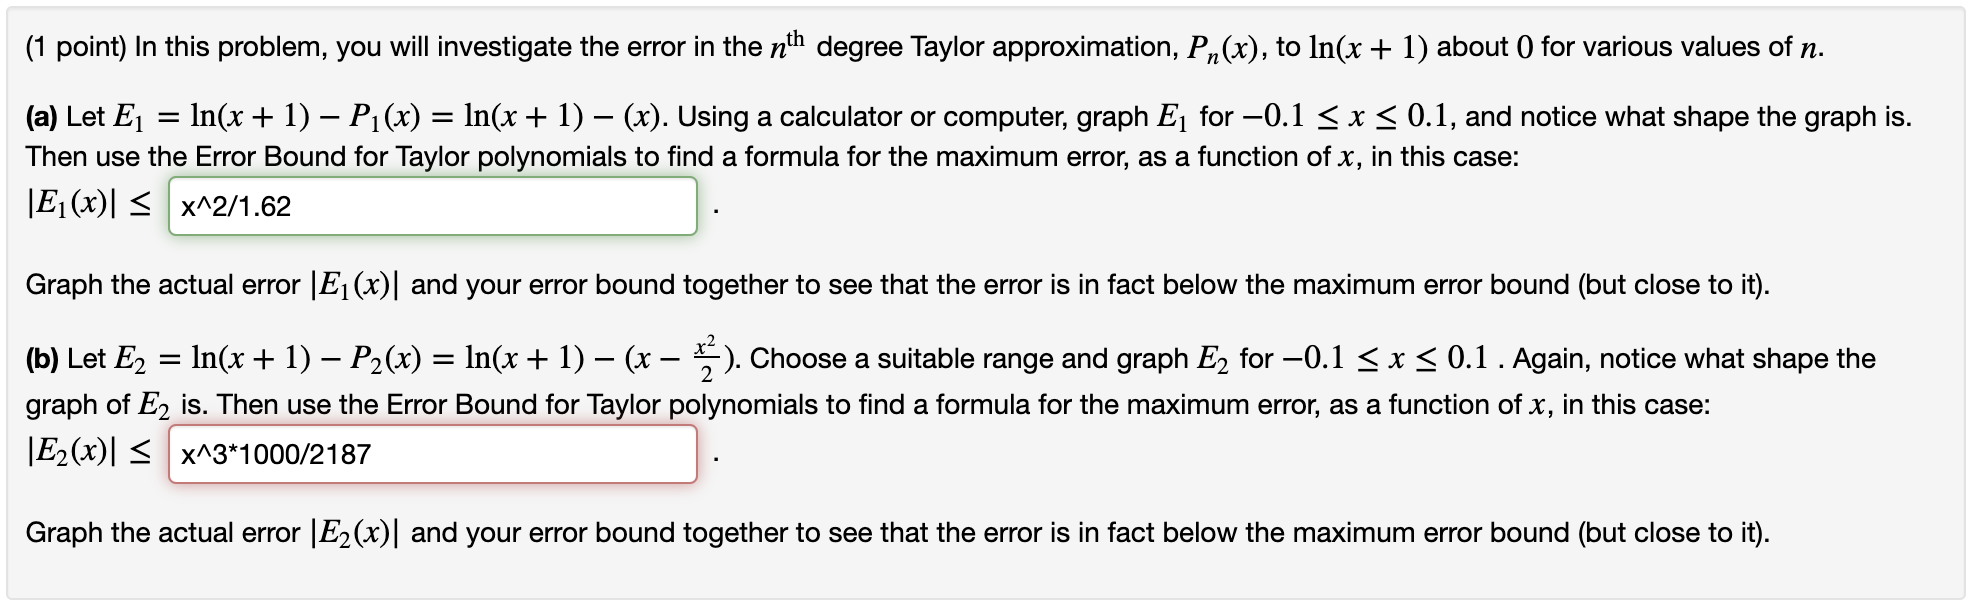 (1 point) In this problem, you will investigate the error in the n^th degree Taylor approximation, P_n(x), to ln(x + 1) about 0 for various values of n.
(a) Let E_1 = ln(x + 1) − P_1(x) = ln(x + 1) − (x). Using a calculator or computer, graph E_1 for −0.1 ≤ x ≤ 0.1, and notice what shape the graph is.
Then use the Error Bound for Taylor polynomials to find a formula for the maximum error, as a function of x, in this case:
|E_1(x)| ≤ x^2/1.62 .
Graph the actual error |E_1(x)| and your error bound together to see that the error is in fact below the maximum error bound (but close to it).
(b) Let E_2 = ln(x + 1) − P_2(x) = ln(x + 1) − (x − x^2/2). Choose a suitable range and graph E_2 for −0.1 ≤ x ≤ 0.1 . Again, notice what shape the
graph of E_2 is. Then use the Error Bound for Taylor polynomials to find a formula for the maximum error, as a function of x, in this case:
|E_2(x)| ≤ x^3*1000/2187 .
Graph the actual error |E_2(x)| and your error bound together to see that the error is in fact below the maximum error bound (but close to it).